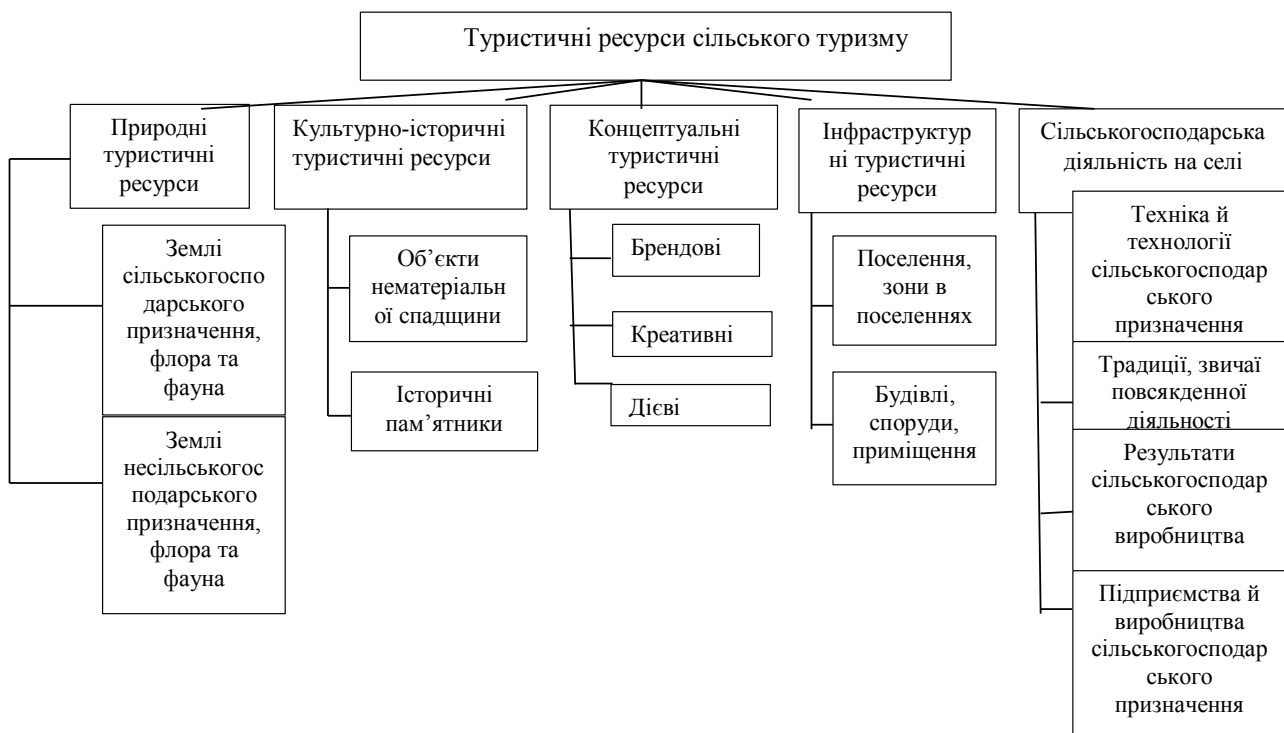 Туристичні ресурси сільського туризму
Природні
туристичні
ресурси
Культурно-історичні
туристичні ресурси
Концептуальні
туристичні
ресурси
Інфраструктур
ні туристичні
ресурси
Сільськогосподарська
діяльність на селі
Землі
сільськогоспо
дарського
призначення,
флора та
фауна
Землі
несільськогос
подарського
призначення,
флора та
фауна
Об’єкти
нематеріальн
ої спадщини
Історичні
пам’ятники
Брендові
Креативні
Дієві
Поселення,
зони в
поселеннях
Будівлі,
споруди,
приміщення
Техніка й
технології
сільськогосподар
ського
призначення
Традиції, звичаї
повсякденної
діяльності
Результати
сільськогосподар
ського
виробництва
Підприємства й
виробництва
сільськогосподар
ського
призначення